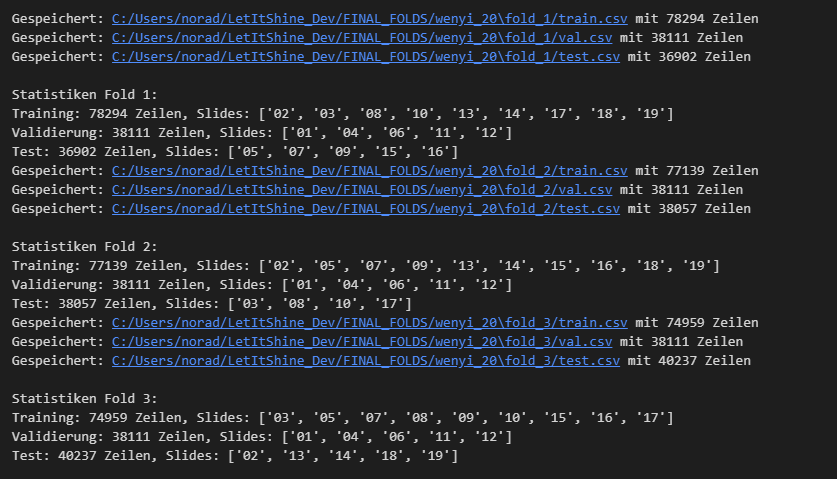 Gespeichert: C:/Users/norad/LetItShine_Dev/FINAL_FOLDS/wenyi_20\fold_1/train.csv mit 78294 Zeilen
Gespeichert: C:/Users/norad/LetItShine_Dev/FINAL_FOLDS/wenyi_20\fold_1/val.csv mit 38111 Zeilen
Gespeichert: C:/Users/norad/LetItShine_Dev/FINAL_FOLDS/wenyi_20\fold_1/test.csv mit 36902 Zeilen
Statistiken Fold 1:
Training: 78294 Zeilen, Slides: ['02', '03', '08', '10', '13', '14', '17', '18', '19']
Validierung: 38111 Zeilen, Slides: ['01', '04', '06', '11', '12']
Test: 36902 Zeilen, Slides: ['05', '07', '09', '15', '16']
Gespeichert: C:/Users/norad/LetItShine_Dev/FINAL_FOLDS/wenyi_20\fold_2/train.csv mit 77139 Zeilen
Gespeichert: C:/Users/norad/LetItShine_Dev/FINAL_FOLDS/wenyi_20\fold_2/val.csv mit 38111 Zeilen
Gespeichert: C:/Users/norad/LetItShine_Dev/FINAL_FOLDS/wenyi_20\fold_2/test.csv mit 38057 Zeilen
Statistiken Fold 2:
Training: 77139 Zeilen, Slides: ['02', '05', '07', '09', '13', '14', '15', '16', '18', '19']
Validierung: 38111 Zeilen, Slides: ['01', '04', '06', '11', '12']
Test: 38057 Zeilen, Slides: ['03', '08', '10', '17']
Gespeichert: C:/Users/norad/LetItShine_Dev/FINAL_FOLDS/wenyi_20\fold_3/train.csv mit 74959 Zeilen
Gespeichert: C:/Users/norad/LetItShine_Dev/FINAL_FOLDS/wenyi_20\fold_3/val.csv mit 38111 Zeilen
Gespeichert: C:/Users/norad/LetItShine_Dev/FINAL_FOLDS/wenyi_20\fold_3/test.csv mit 40237 Zeilen
Statistiken Fold 3:
Training: 74959 Zeilen, Slides: ['03', '05', '07', '08', '09', '10', '15', '16', '17']
Validierung: 38111 Zeilen, Slides: ['01', '04', '06', '11', '12']
Test: 40237 Zeilen, Slides: ['02', '13', '14', '18', '19']